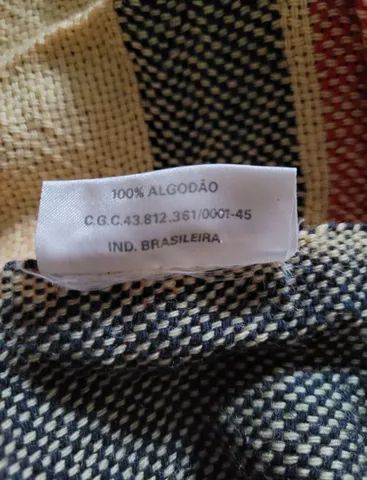 100% ALGODÃO
C.G.C.43.812.361/0001-45
IND. BRASILEIRA